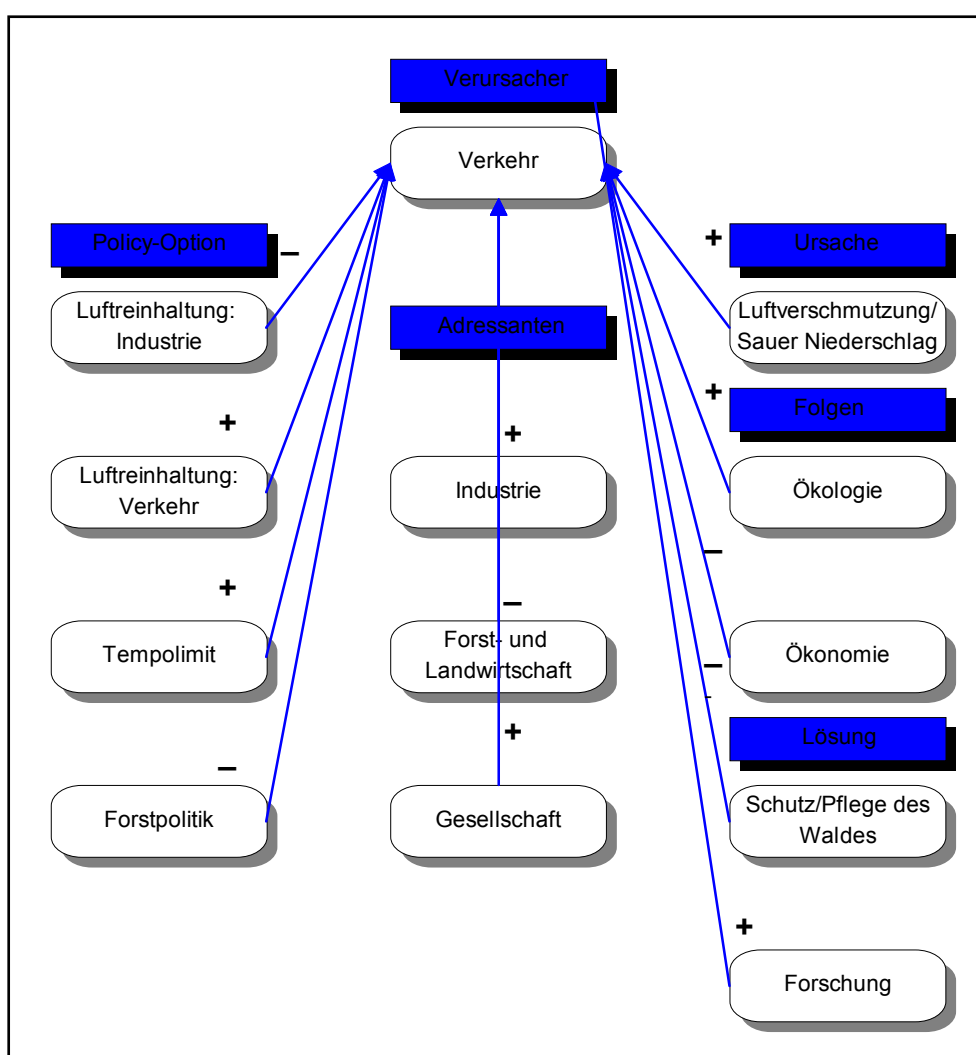 Verursacher
Verkehr
Policy-Option
–
Luftreinhaltung:
Industrie
+
Luftreinhaltung:
Verkehr
+
Tempolimit
–
Forstpolitik
Adressanten
+
Industrie
–
Forst- und
Landwirtschaft
+
Gesellschaft
+
Ursache
Luftverschmutzung/
Sauer Niederschlag
+
Folgen
Ökologie
–
Ökonomie
–
-
Lösung
Schutz/Pflege des
Waldes
+
Forschung